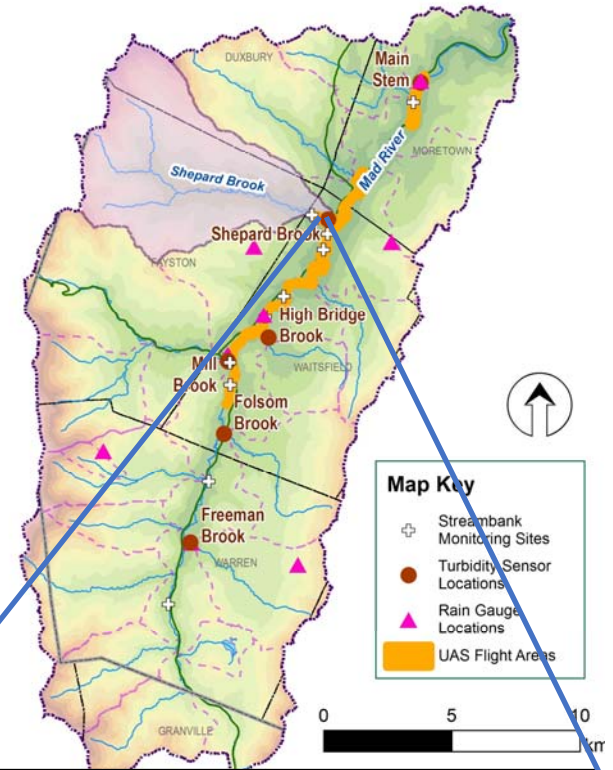 DUXBURY
Main
Stem
MORETOWN
Mad River
Shepard Brook
Shepard Brook
FAYSTON
High Bridge
Brook
Mill
Brook
WAITSFIELD
Folsom
Brook
Freeman
Brook
WARREN
GRANVILLE
Map Key
Streambank
Monitoring Sites
Turbidity Sensor
Locations
Rain Gauge
Locations
UAS Flight Areas
0 5 10
km